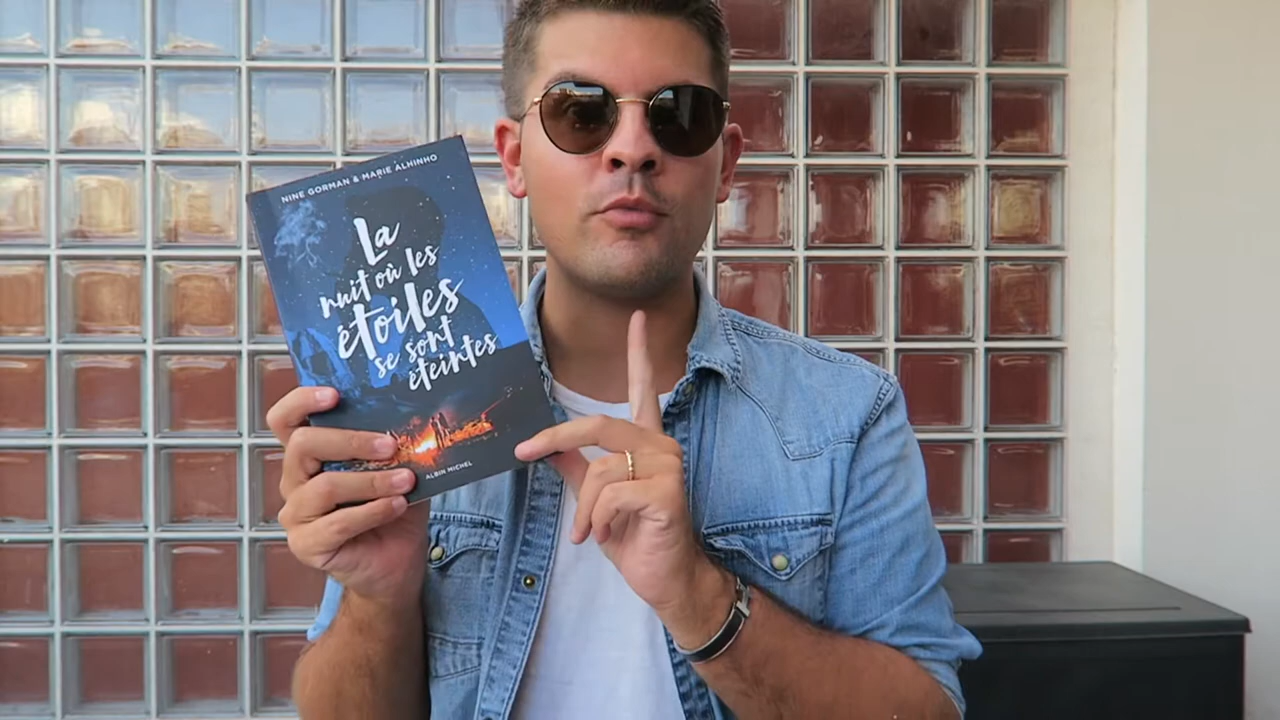 NINE GORMAN & MARIE ALHINHO
La
nuit où les
étoiles
se sont
éteintes
ALBIN MICHEL